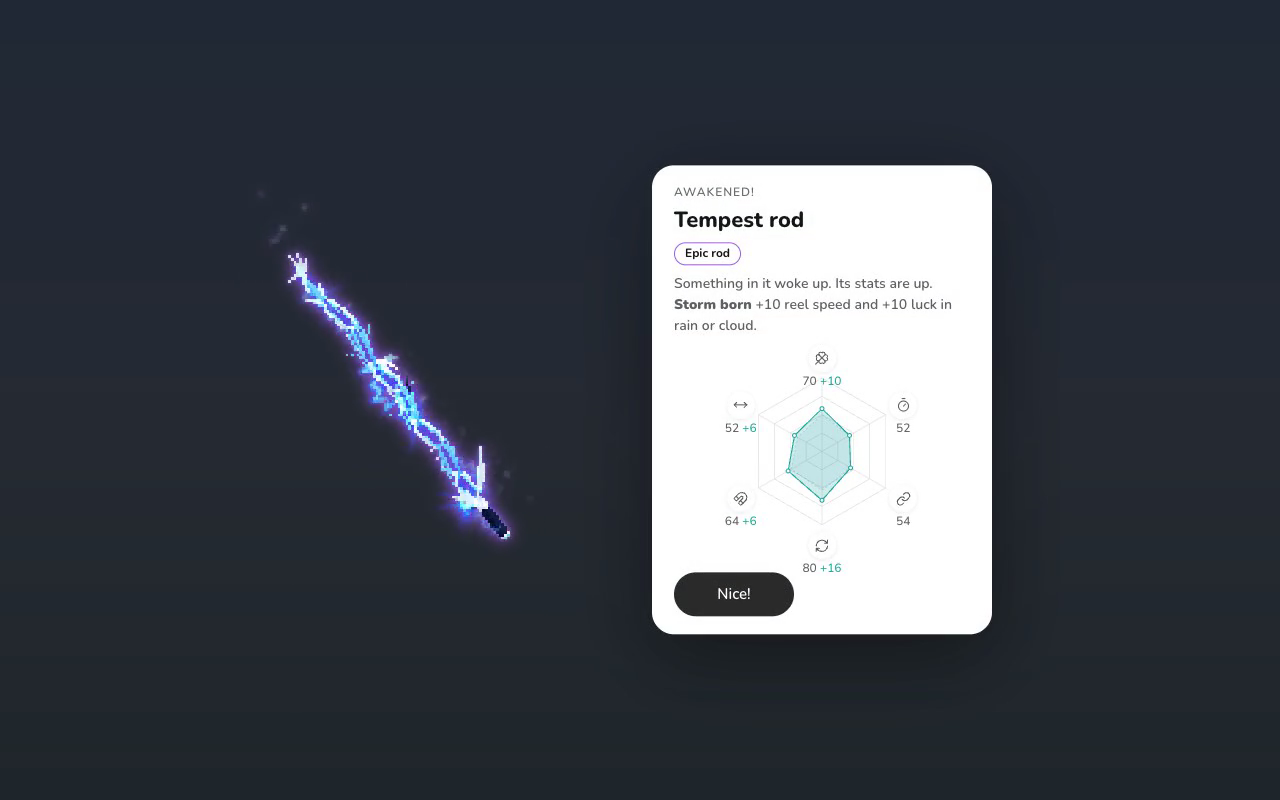 AWAKENED!
Tempest rod
Epic rod
Something in it woke up. Its stats are up.
Storm born +10 reel speed and +10 luck in
rain or cloud.
70 +10
52 +6
52
64 +6
54
80 +16
Nice!